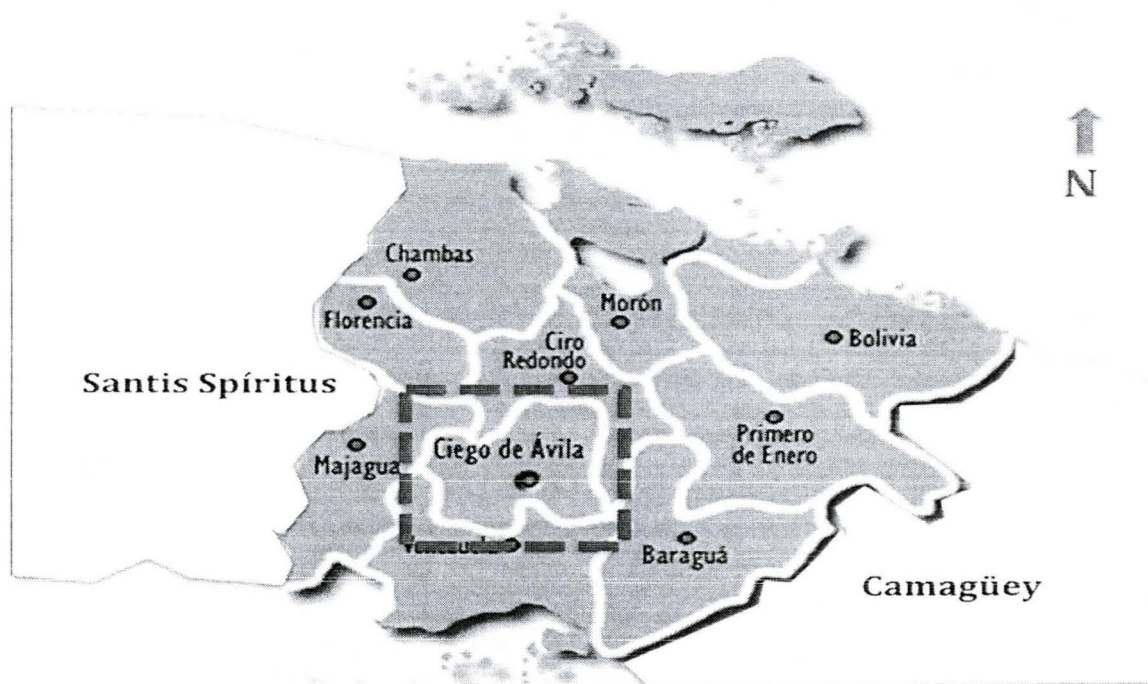 N
Chambas
Florencia
Morón
Ciro
Redondo
Bolivia
Santis Spíritus
Majagua
Ciego de Ávila
Primero
de Enero
Baraguá
Camagüey